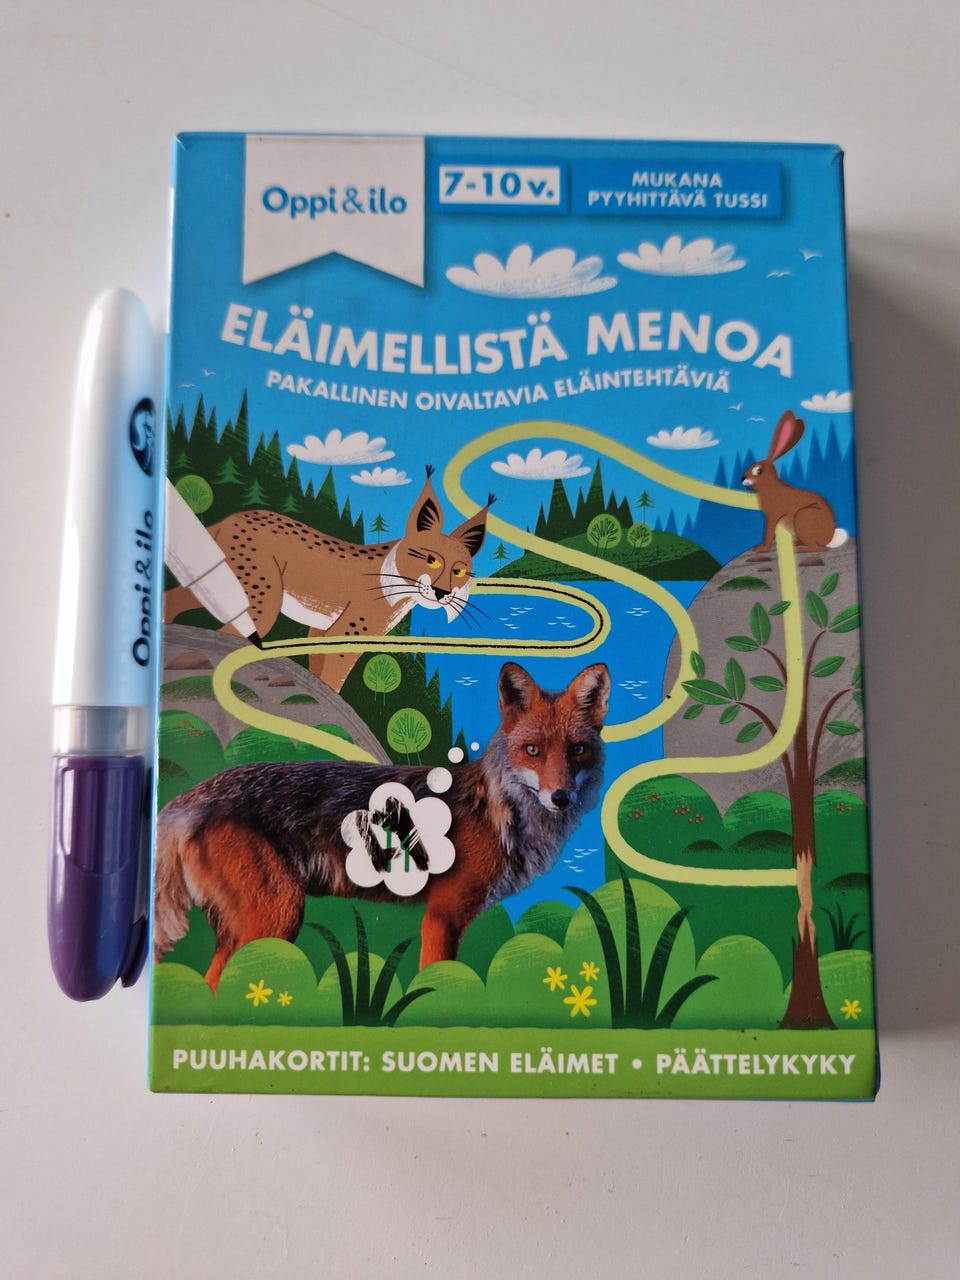 Oppi&ilo
7-10 v.
MUKANA
PYYHITTÄVÄ TUSSI
ELÄIMELLISTÄ MENOA
PAKALLINEN OIVALTAVIA ELÄINTEHTÄVIÄ
Oppi&ilo
PUUHAKORTIT: SUOMEN ELÄIMET • PÄÄTTELYKYKY